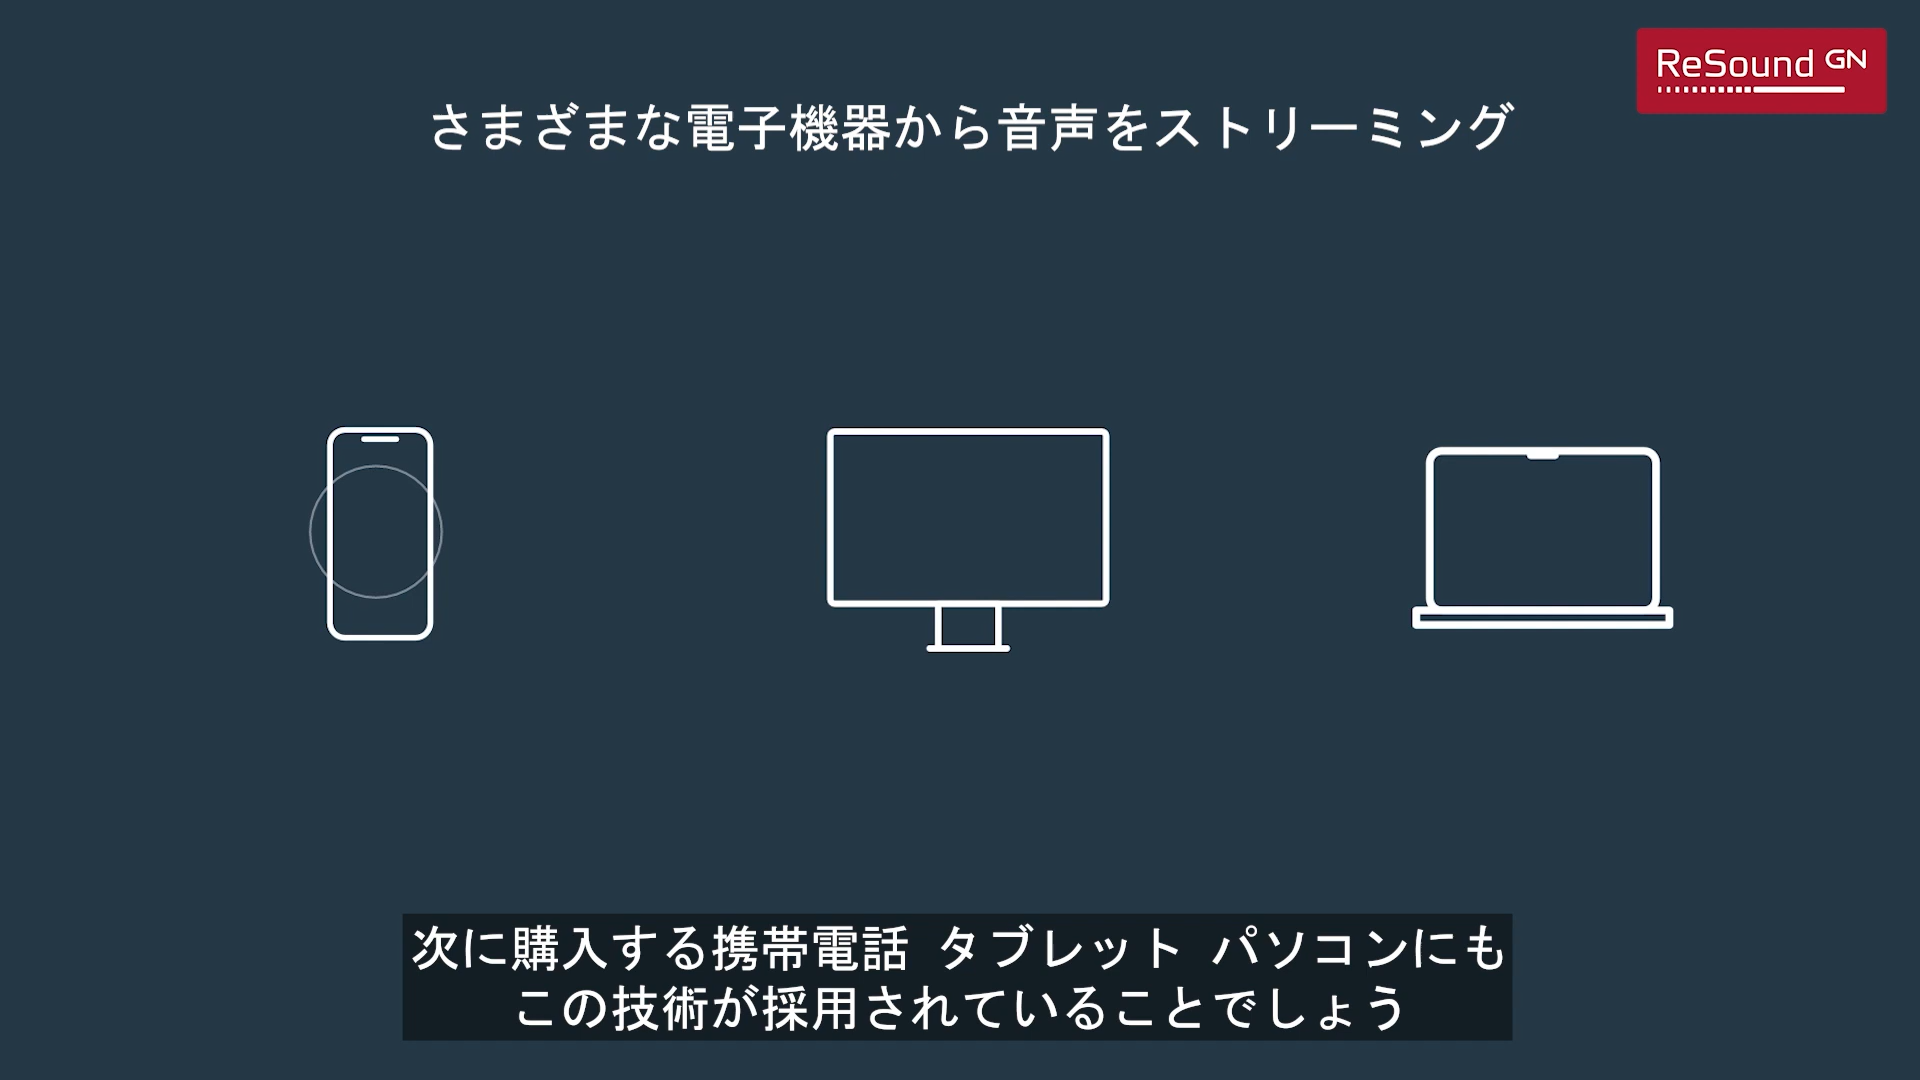 ReSound GN
さまざまな電子機器から音声をストリーミング
次に購入する携帯電話 タブレット パソコンにも
この技術が採用されていることでしょう